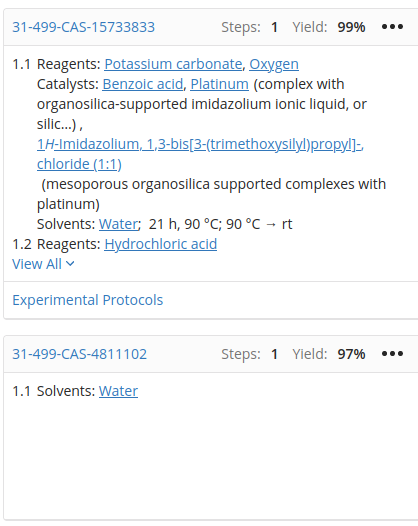 31-499-CAS-15733833 Steps: 1 Yield: 99% •••
1.1 Reagents: Potassium carbonate, Oxygen
Catalysts: Benzoic acid, Platinum (complex with
organosilica-supported imidazolium ionic liquid, or
silic...) ,
1H-Imidazolium, 1,3-bis[3-(trimethoxysilyl)propyl]-,
chloride (1:1)
(mesoporous organosilica supported complexes with
platinum)
Solvents: Water; 21 h, 90 °C; 90 °C → rt
1.2 Reagents: Hydrochloric acid
View All
Experimental Protocols
31-499-CAS-4811102 Steps: 1 Yield: 97% •••
1.1 Solvents: Water